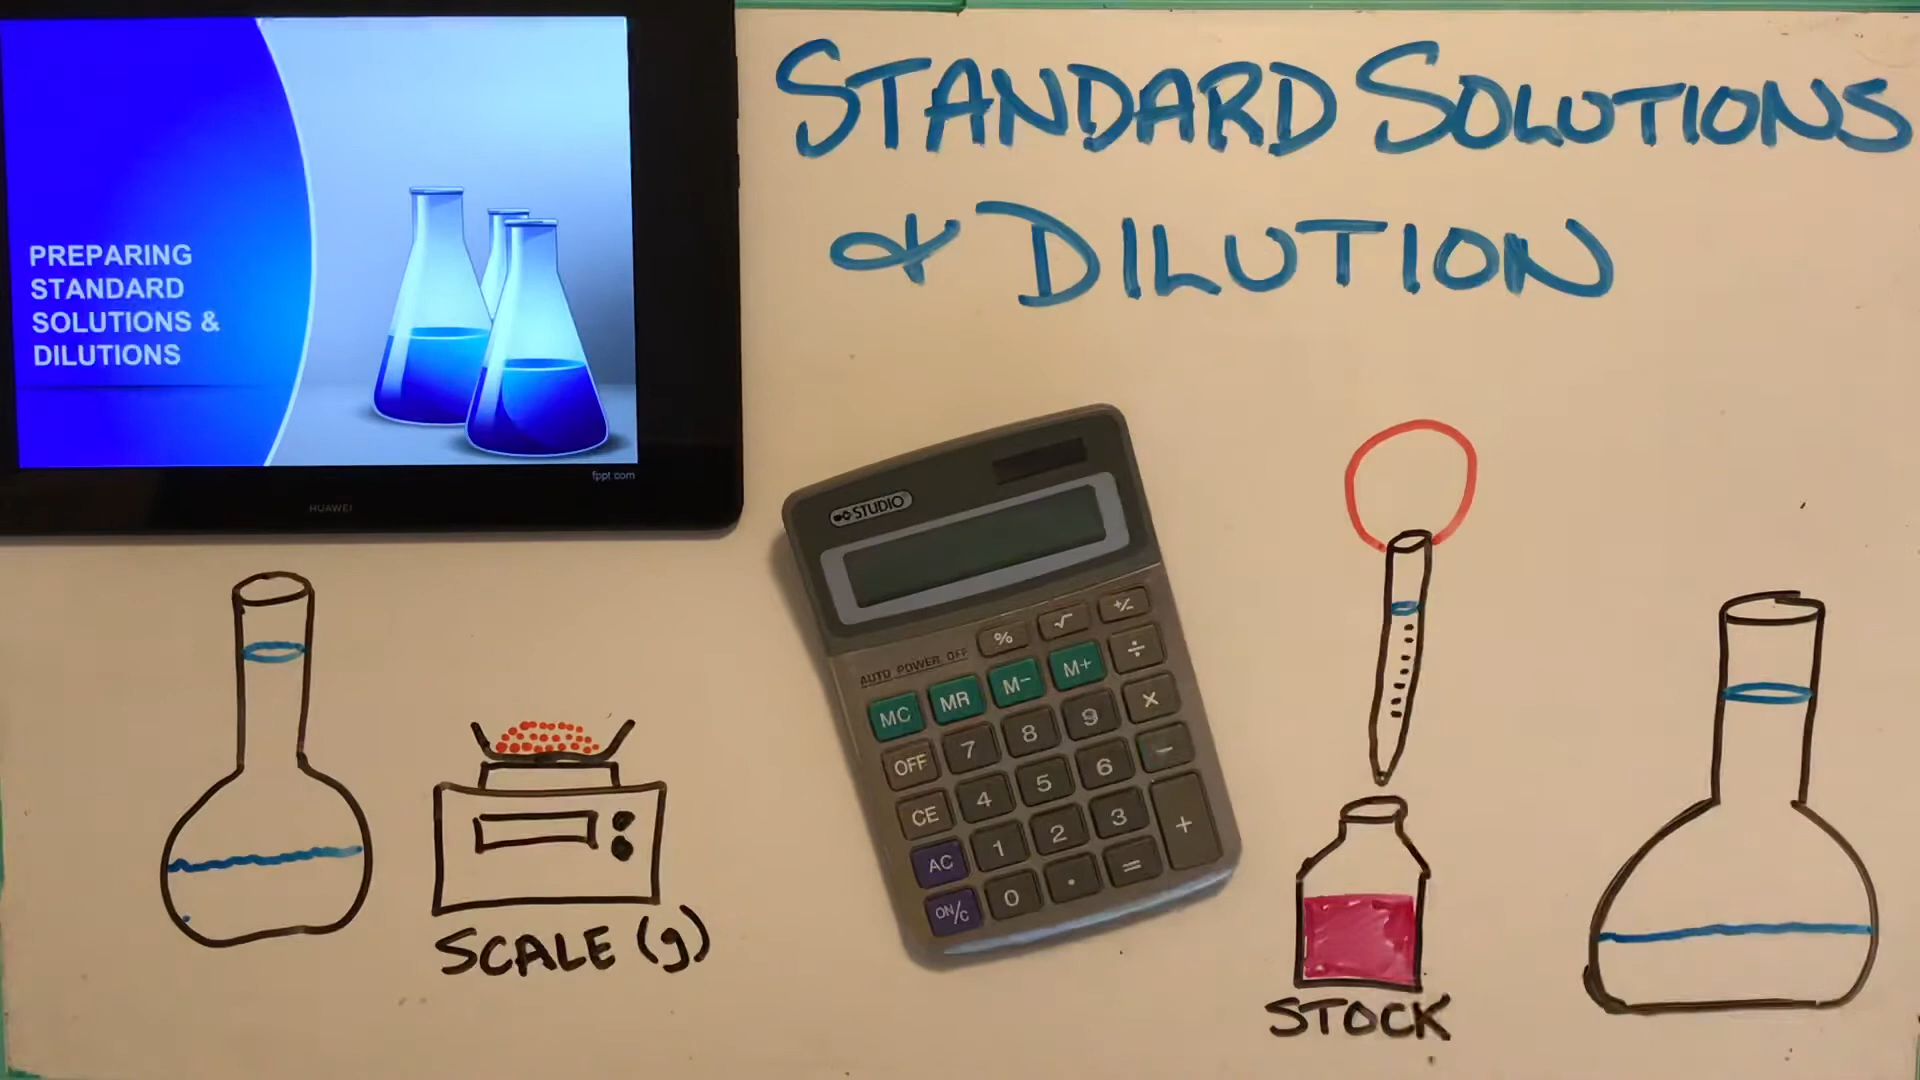 PREPARING
STANDARD
SOLUTIONS &
DILUTIONS
fppt.com
HUAWEI
STANDARD SOLUTIONS
& DILUTION
STUDIO
AUTO POWER OFF
% √ +/-
MC MR M- M+ ÷
OFF 7 8 9 ×
CE 4 5 6 −
AC 1 2 3 +
ON/C 0 . =
SCALE (g)
STOCK